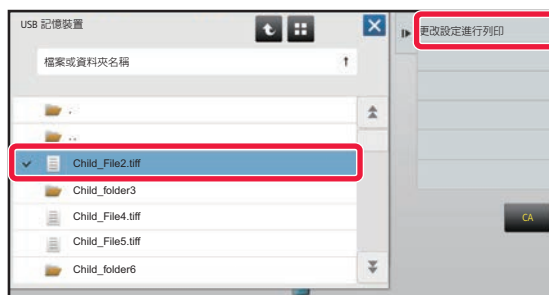 USB 記憶裝置
更改設定進行列印
檔案或資料夾名稱
.
..
Child_File2.tiff
Child_folder3
Child_File4.tiff
Child_File5.tiff
Child_folder6
CA